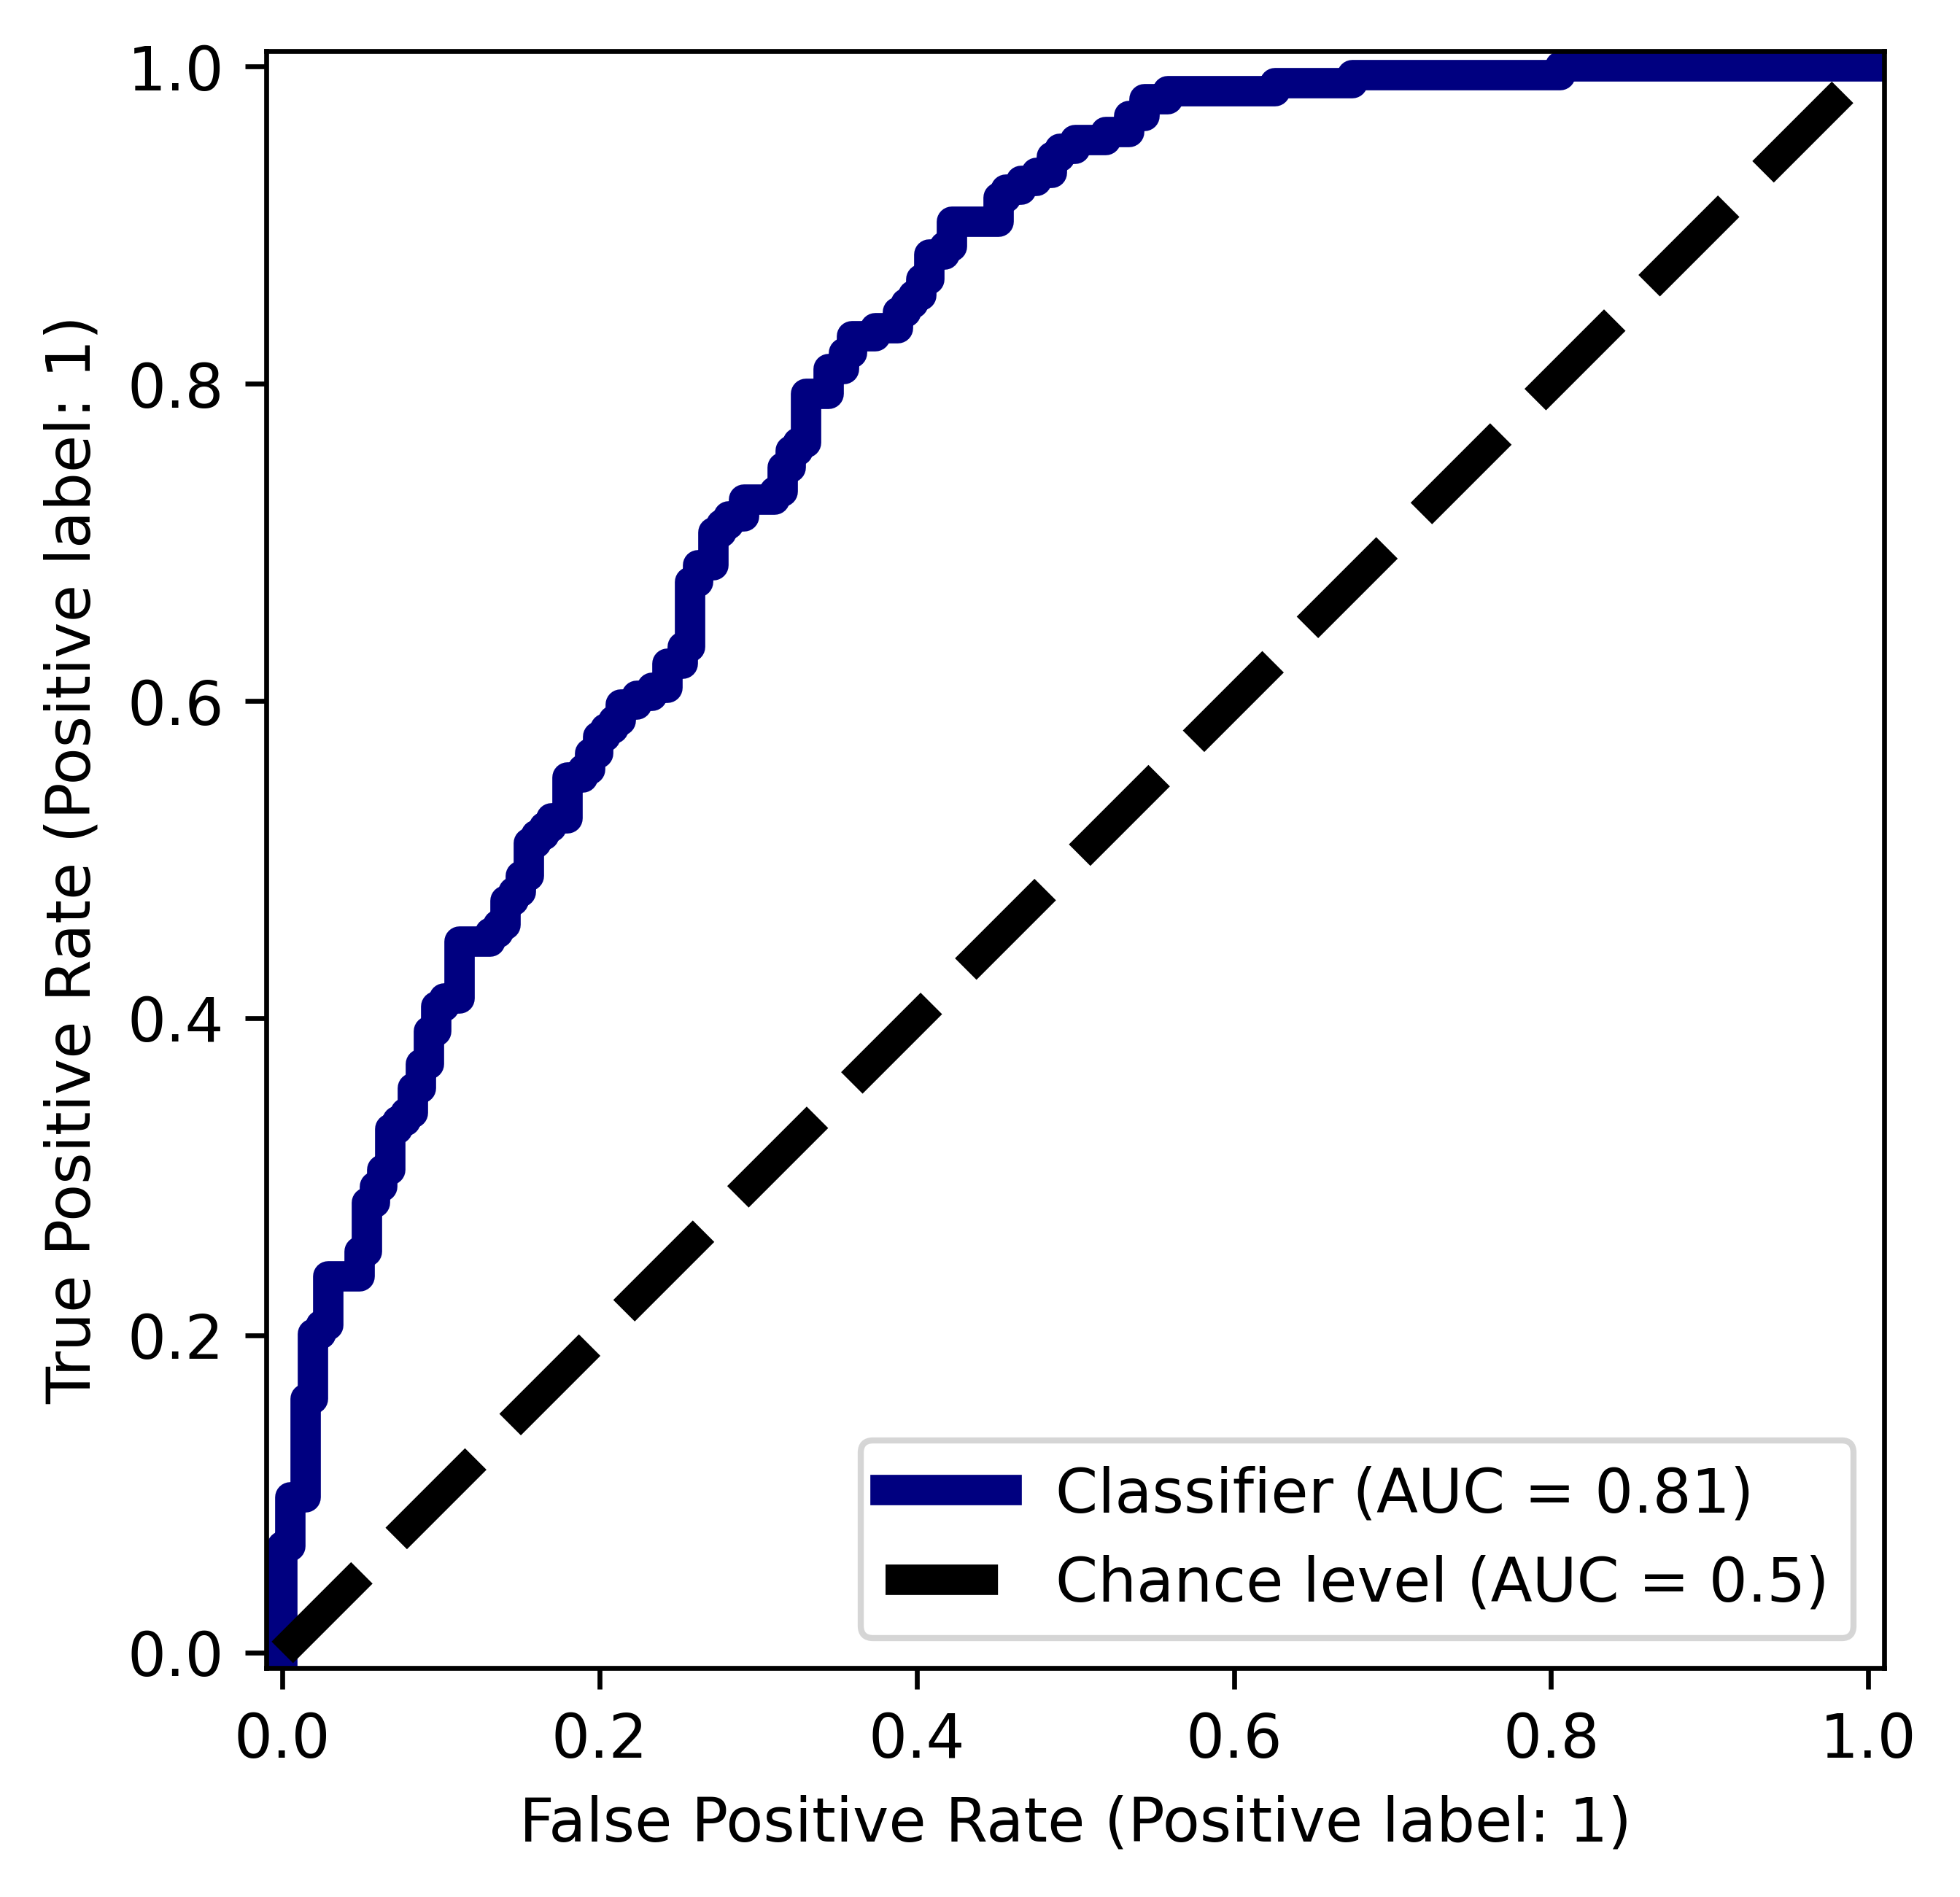 1.0
0.8
0.6
0.4
0.2
0.0
True Positive Rate (Positive label: 1)
Classifier (AUC = 0.81)
Chance level (AUC = 0.5)
0.0 0.2 0.4 0.6 0.8 1.0
False Positive Rate (Positive label: 1)